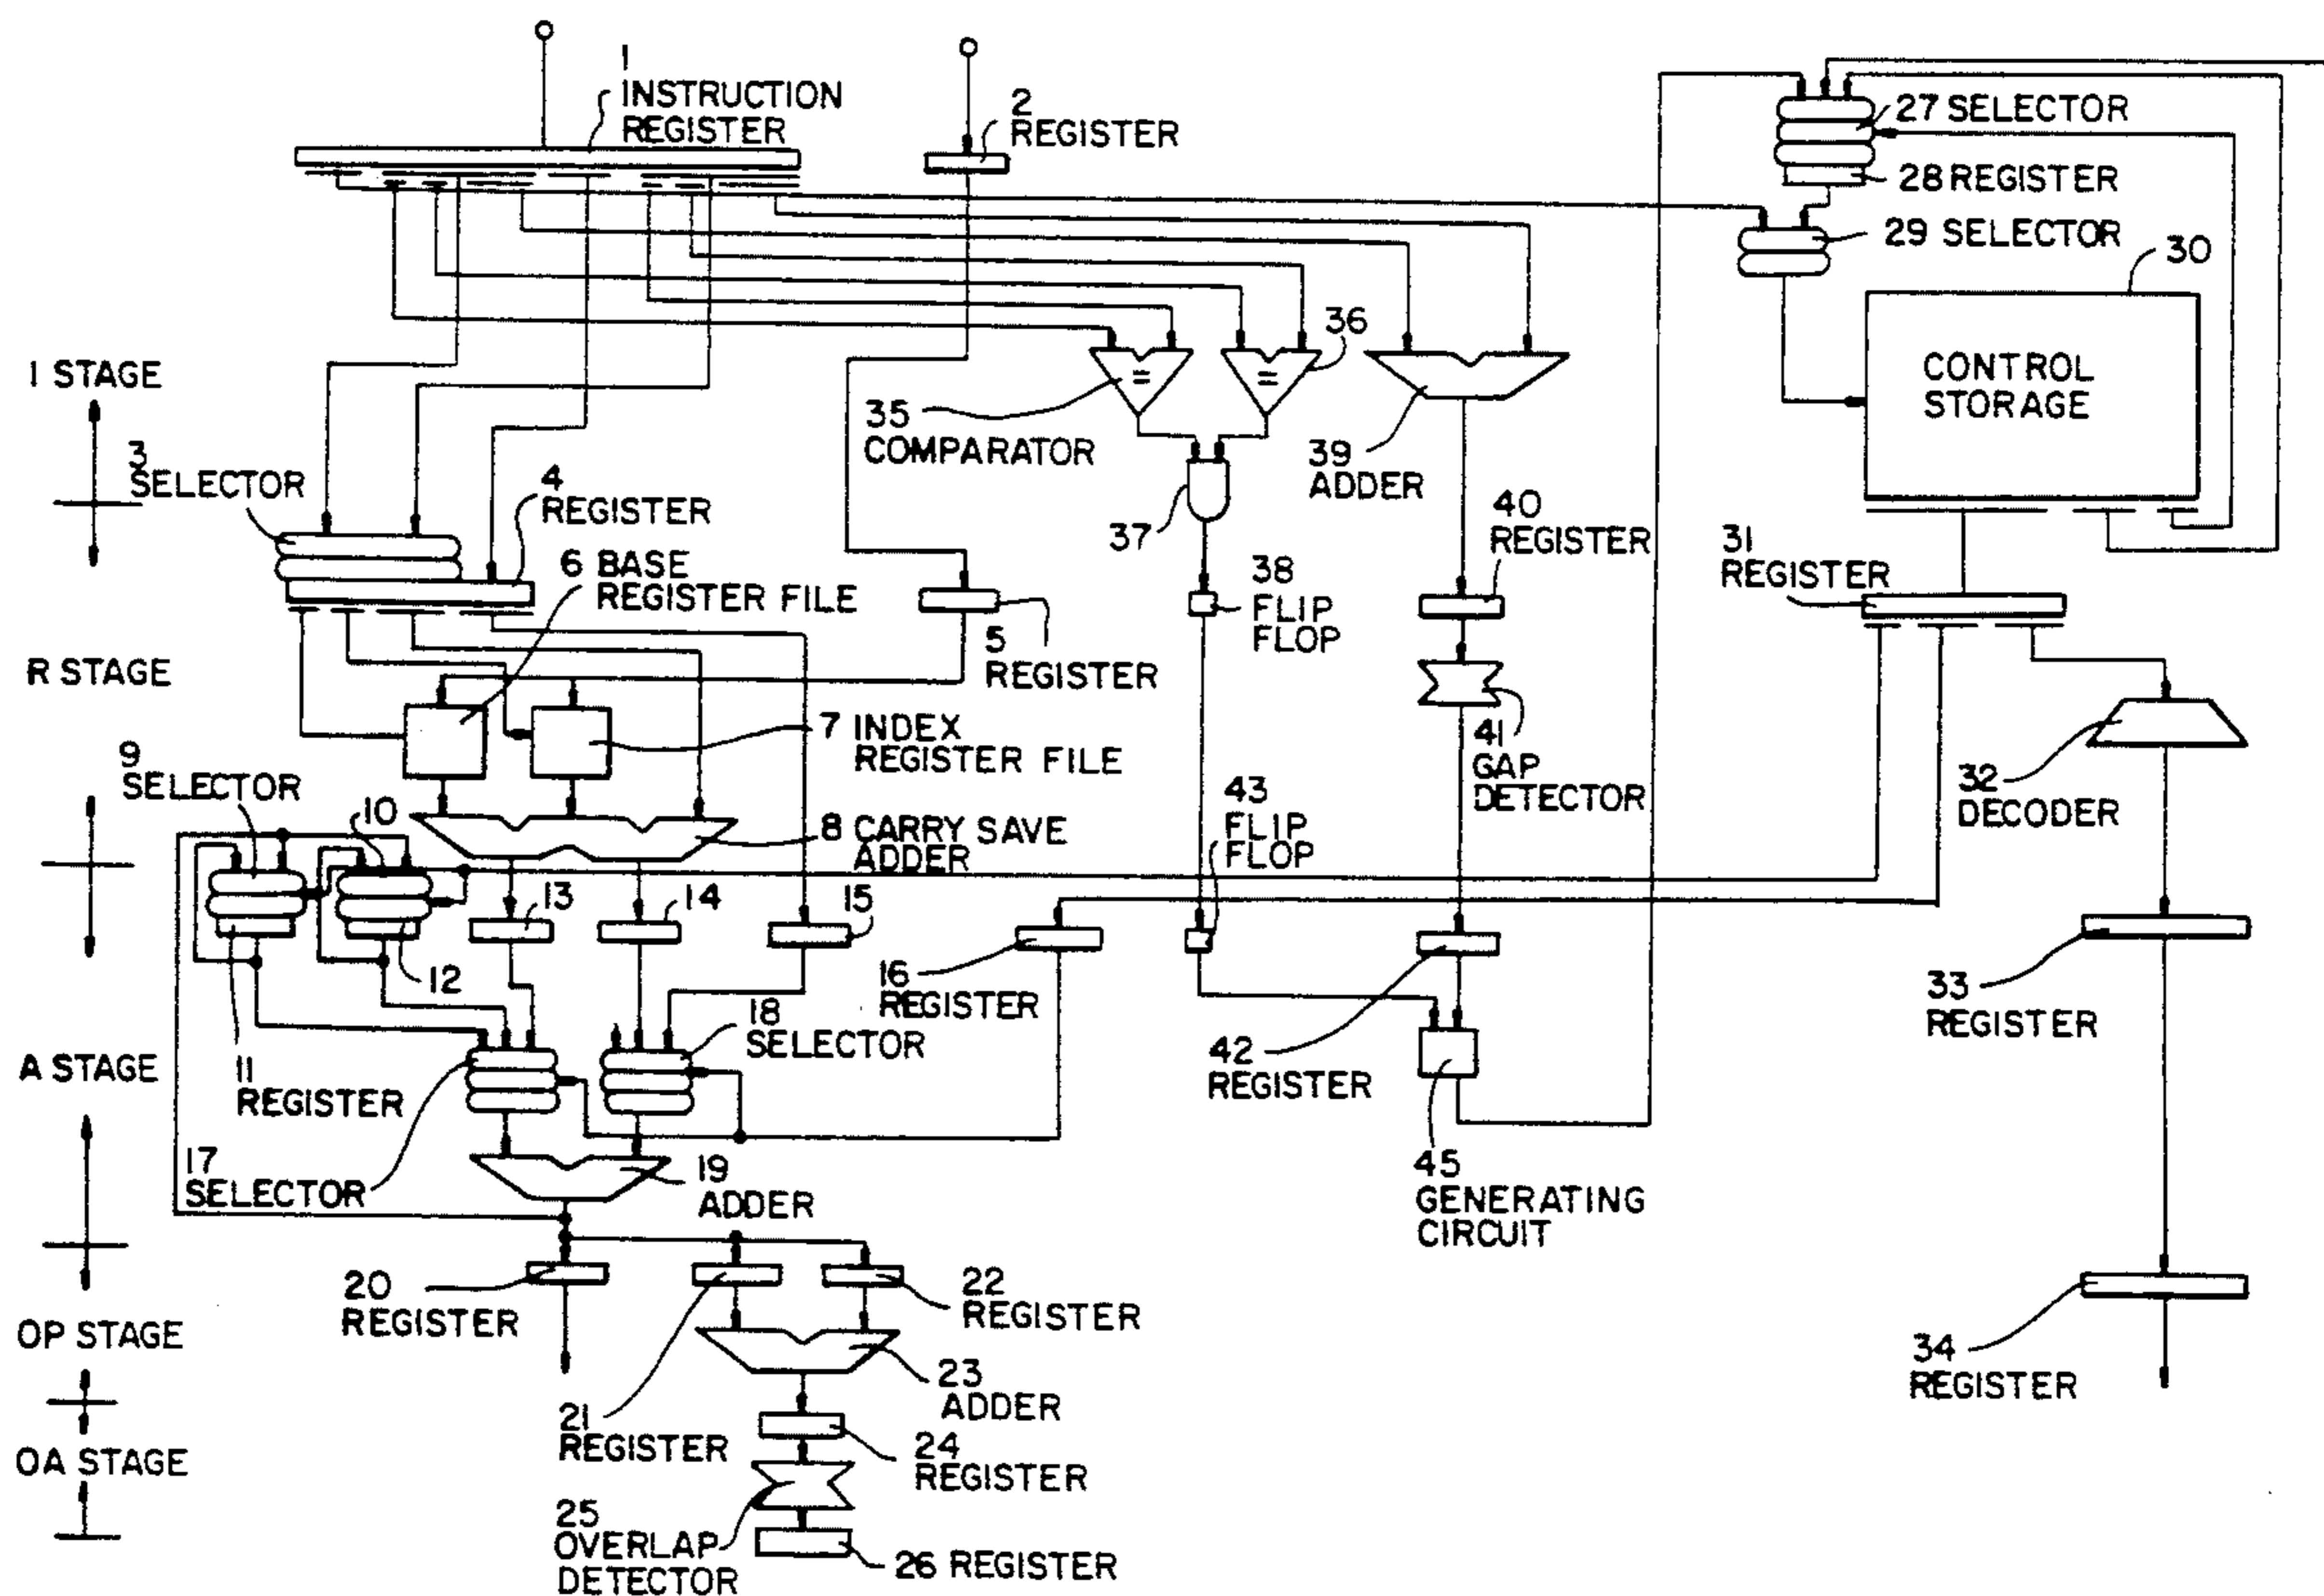 1
INSTRUCTION
REGISTER
2
REGISTER
27 SELECTOR
28 REGISTER
29 SELECTOR
30
CONTROL
STORAGE
I STAGE
3
SELECTOR
4
REGISTER
6 BASE
REGISTER FILE
5
REGISTER
=
=
36
35
COMPARATOR
37
38
FLIP
FLOP
39
ADDER
40
REGISTER
31
REGISTER
R STAGE
7 INDEX
REGISTER FILE
41
GAP
DETECTOR
32
DECODER
9
SELECTOR
10
8 CARRY SAVE
ADDER
43
FLIP
FLOP
13
14
15
12
16
REGISTER
33
REGISTER
A STAGE
11
REGISTER
18
SELECTOR
42
REGISTER
17
SELECTOR
19
ADDER
45
GENERATING
CIRCUIT
20
REGISTER
22
REGISTER
OP STAGE
34
REGISTER
21
REGISTER
23
ADDER
24
REGISTER
OA STAGE
25
OVERLAP
DETECTOR
26 REGISTER